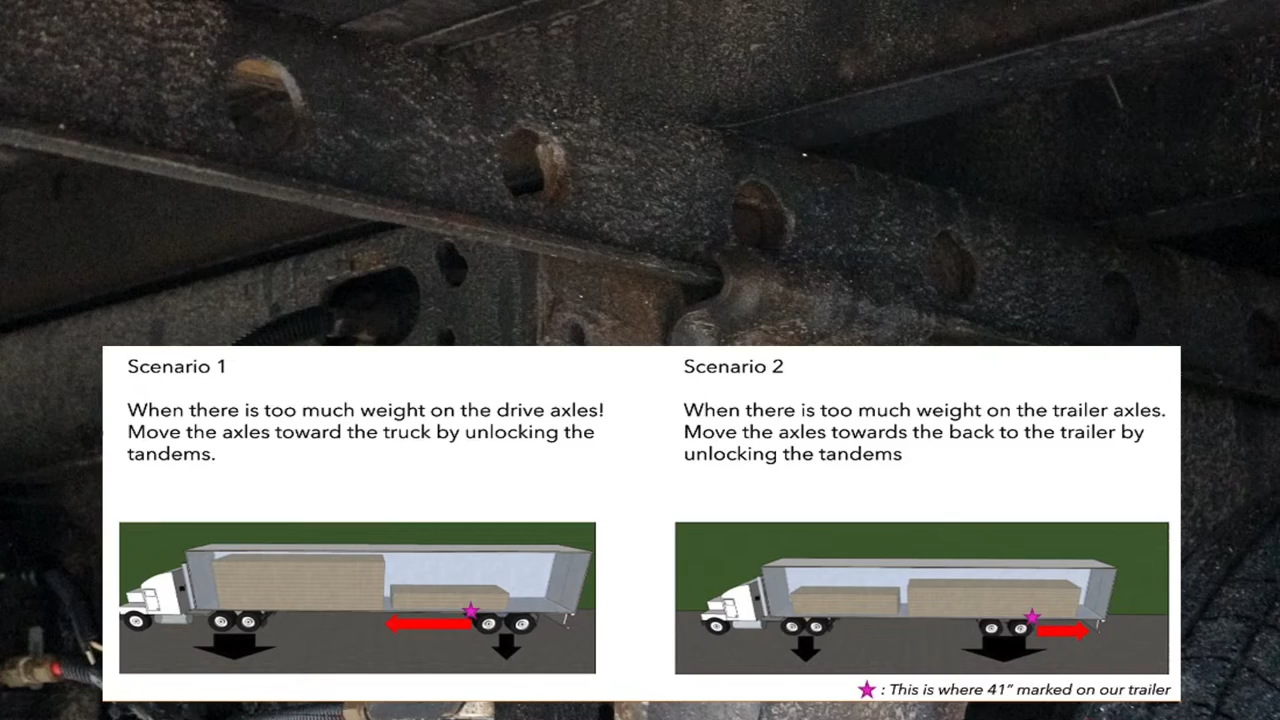 Scenario 1
When there is too much weight on the drive axles!
Move the axles toward the truck by unlocking the
tandems.
Scenario 2
When there is too much weight on the trailer axles.
Move the axles towards the back to the trailer by
unlocking the tandems
: This is where 41” marked on our trailer